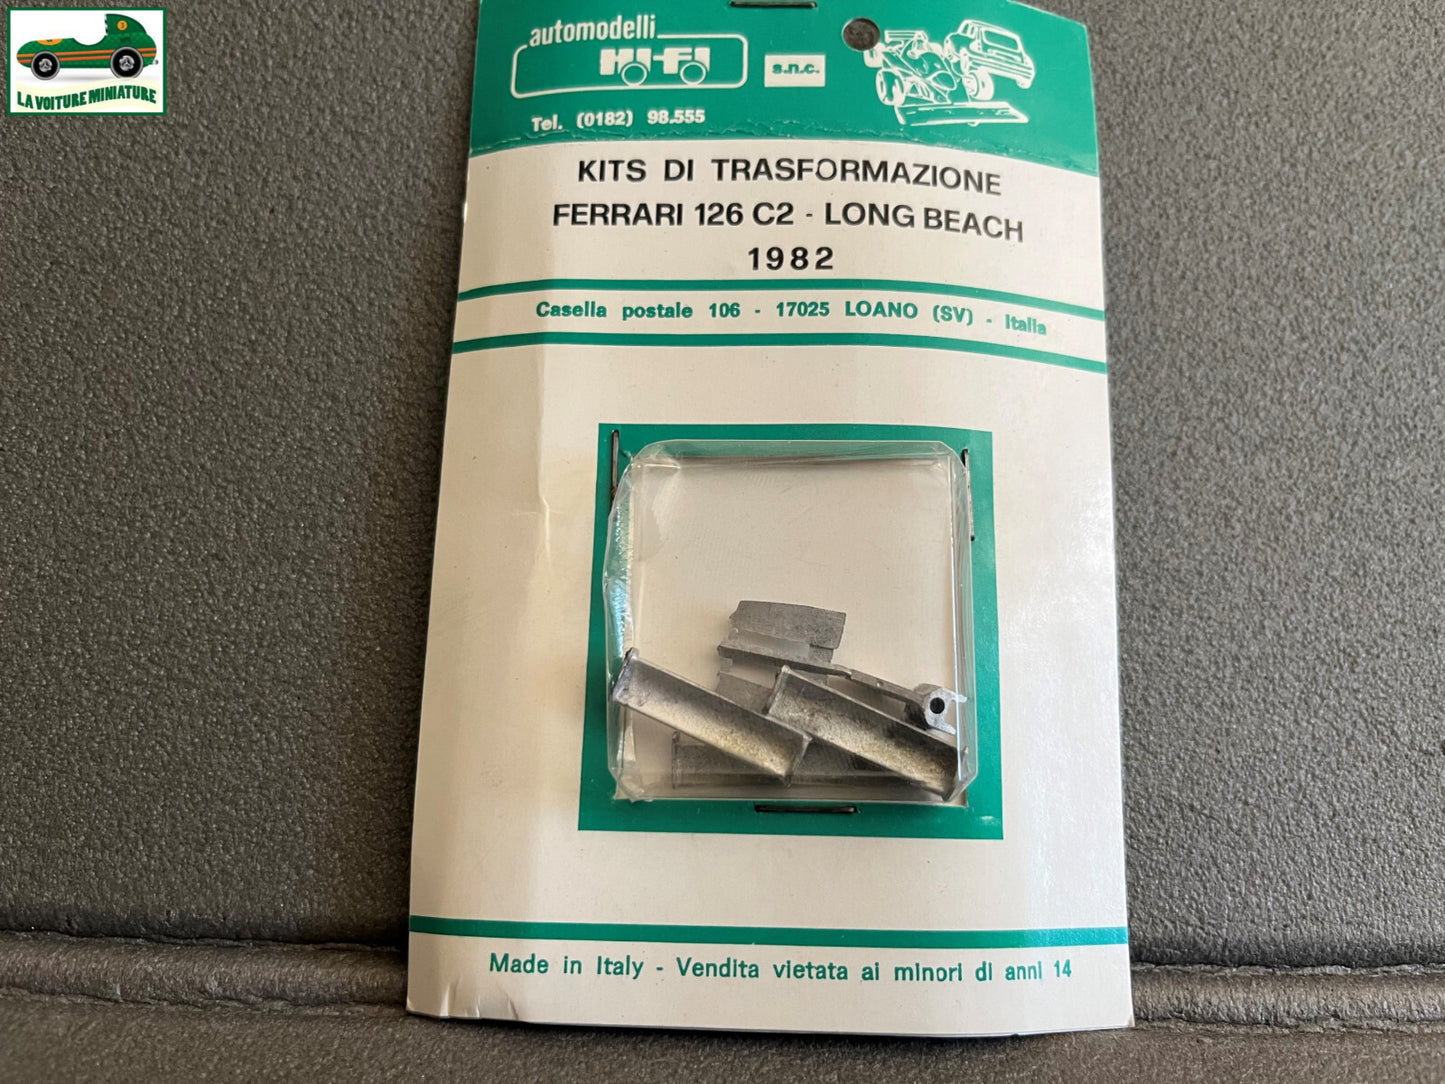 LA VOITURE MINIATURE
automodelli
HI-FI
s.n.c.
Tel. (0182) 98.555
KITS DI TRASFORMAZIONE
FERRARI 126 C2 - LONG BEACH
1982
Casella postale 106 - 17025 LOANO (SV) - Italia
Made in Italy - Vendita vietata ai minori di anni 14